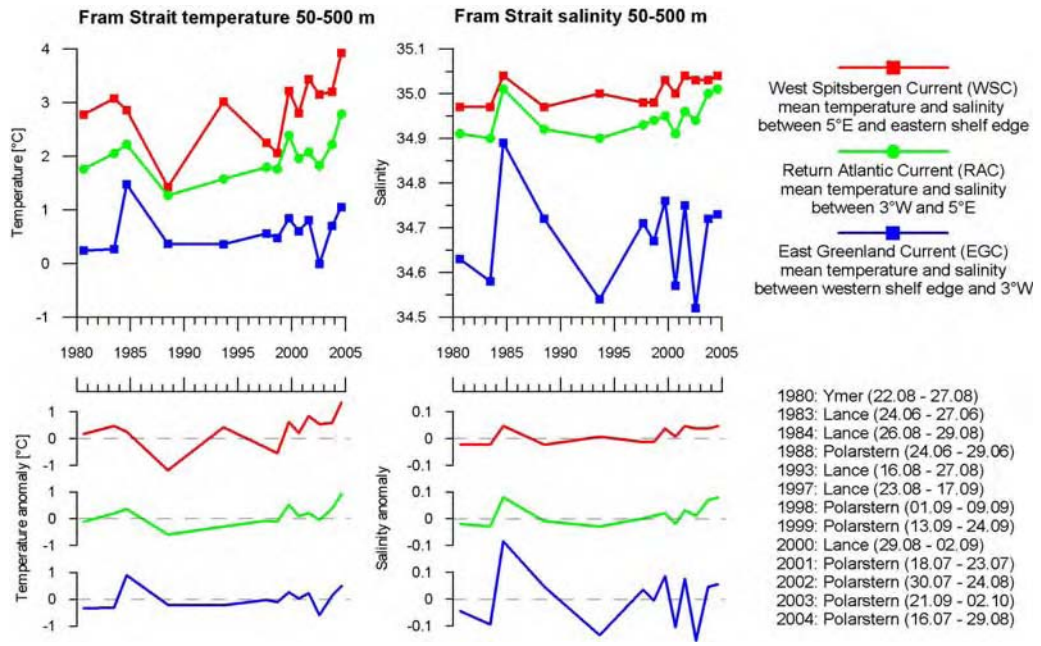 Fram Strait temperature 50-500 m
Temperature [°C]
4
3
2
1
0
-1
1980 1985 1990 1995 2000 2005
Fram Strait salinity 50-500 m
Salinity
35.1
35.0
34.9
34.8
34.7
34.6
34.5
1980 1985 1990 1995 2000 2005
West Spitsbergen Current (WSC)
mean temperature and salinity
between 5°E and eastern shelf edge
Return Atlantic Current (RAC)
mean temperature and salinity
between 3°W and 5°E
East Greenland Current (EGC)
mean temperature and salinity
between western shelf edge and 3°W
Temperature anomaly [°C]
1
0
-1
1
0
-1
1
0
-1
Salinity anomaly
0.1
0
-0.1
0.1
0
-0.1
0.1
0
-0.1
1980: Ymer (22.08 - 27.08)
1983: Lance (24.06 - 27.06)
1984: Lance (26.08 - 29.08)
1988: Polarstern (24.06 - 29.06)
1993: Lance (16.08 - 27.08)
1997: Lance (23.08 - 17.09)
1998: Polarstern (01.09 - 09.09)
1999: Polarstern (13.09 - 24.09)
2000: Lance (29.08 - 02.09)
2001: Polarstern (18.07 - 23.07)
2002: Polarstern (30.07 - 24.08)
2003: Polarstern (21.09 - 02.10)
2004: Polarstern (16.07 - 29.08)